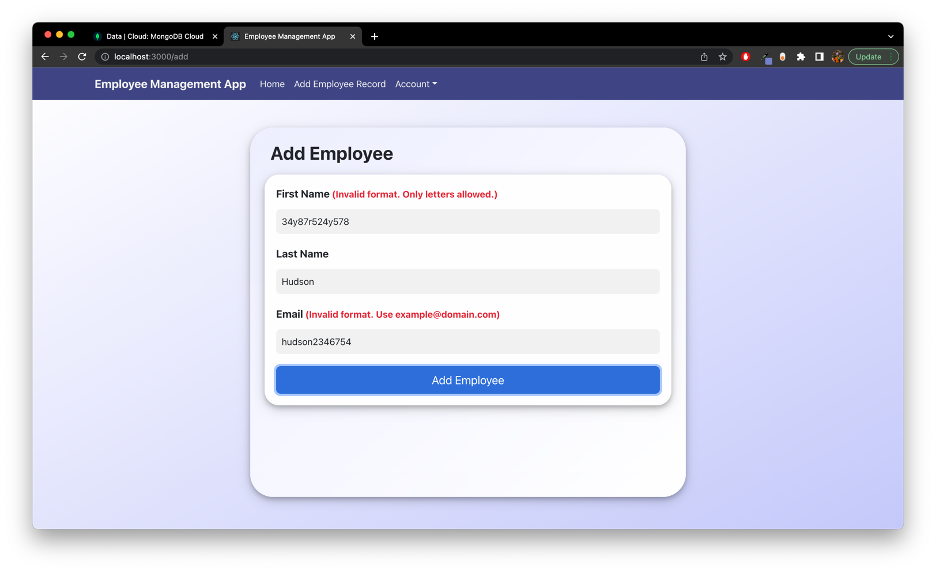 Data | Cloud: MongoDB Cloud
Employee Management App
localhost:3000/add
Update
Employee Management App Home Add Employee Record Account
Add Employee
First Name (Invalid format. Only letters allowed.)
34y87r524y578
Last Name
Hudson
Email (Invalid format. Use example@domain.com)
hudson2346754
Add Employee